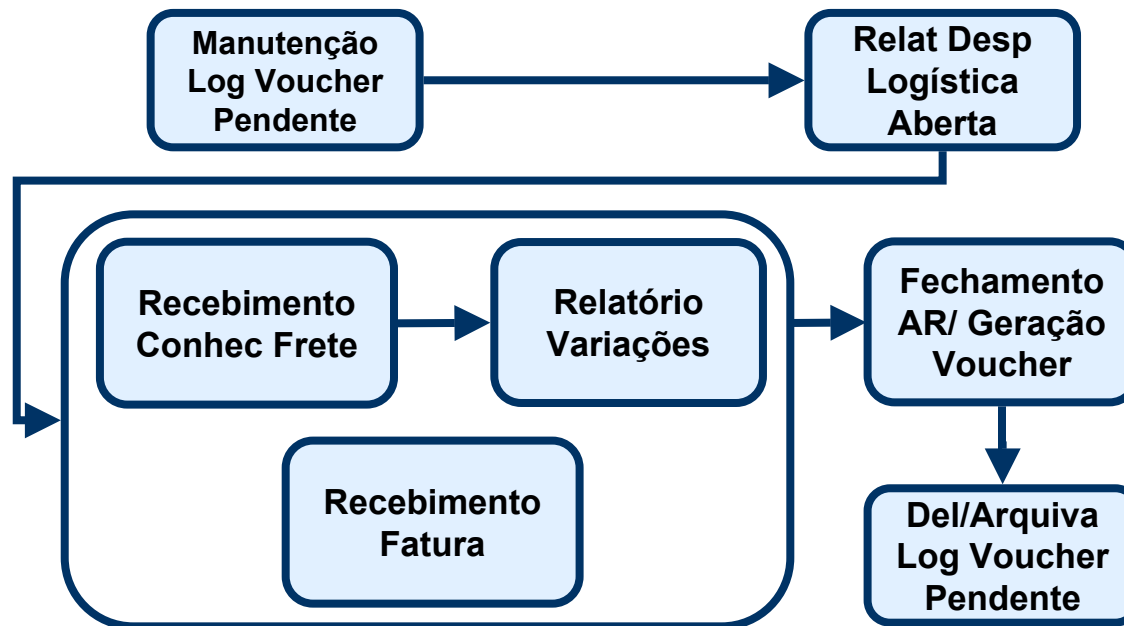 Manutenção
Log Voucher
Pendente
Relat Desp
Logística
Aberta
Recebimento
Conhec Frete
Relatório
Variações
Fechamento
AR/ Geração
Voucher
Recebimento
Fatura
Del/Arquiva
Log Voucher
Pendente